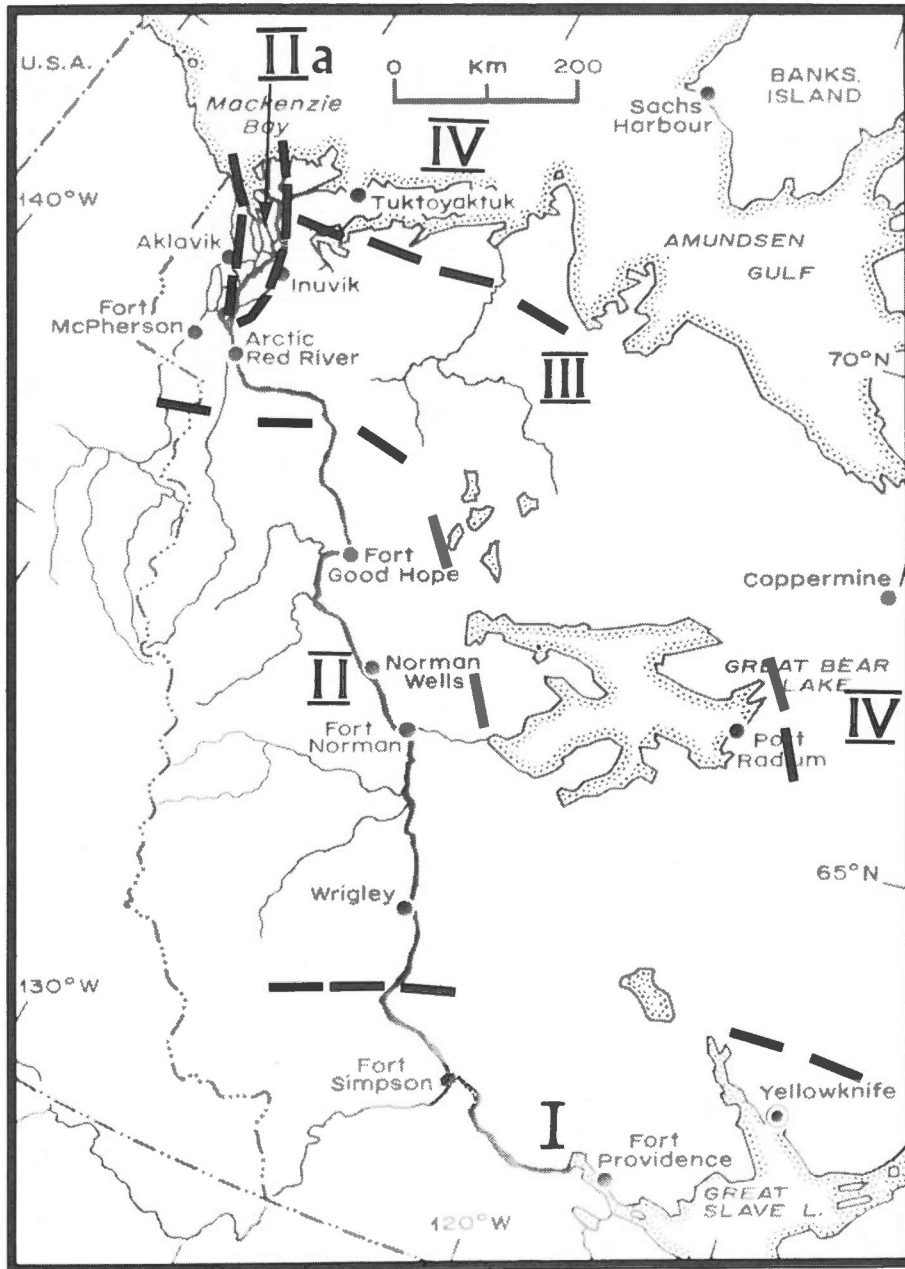 U.S.A.
IIa
0 Km 200
BANKS
ISLAND
Mackenzie
Bay
Sachs
Harbour
IV
140°W
Tuktoyaktuk
Aklavik
AMUNDSEN
GULF
Inuvik
Fort
McPherson
Arctic
Red River
70°N
III
Fort
Good Hope
Coppermine
Norman
Wells
GREAT BEAR
LAKE
II
IV
Fort
Norman
Port
Radium
65°N
Wrigley
130°W
Fort
Simpson
Yellowknife
I
Fort
Providence
GREAT
SLAVE L.
120°W